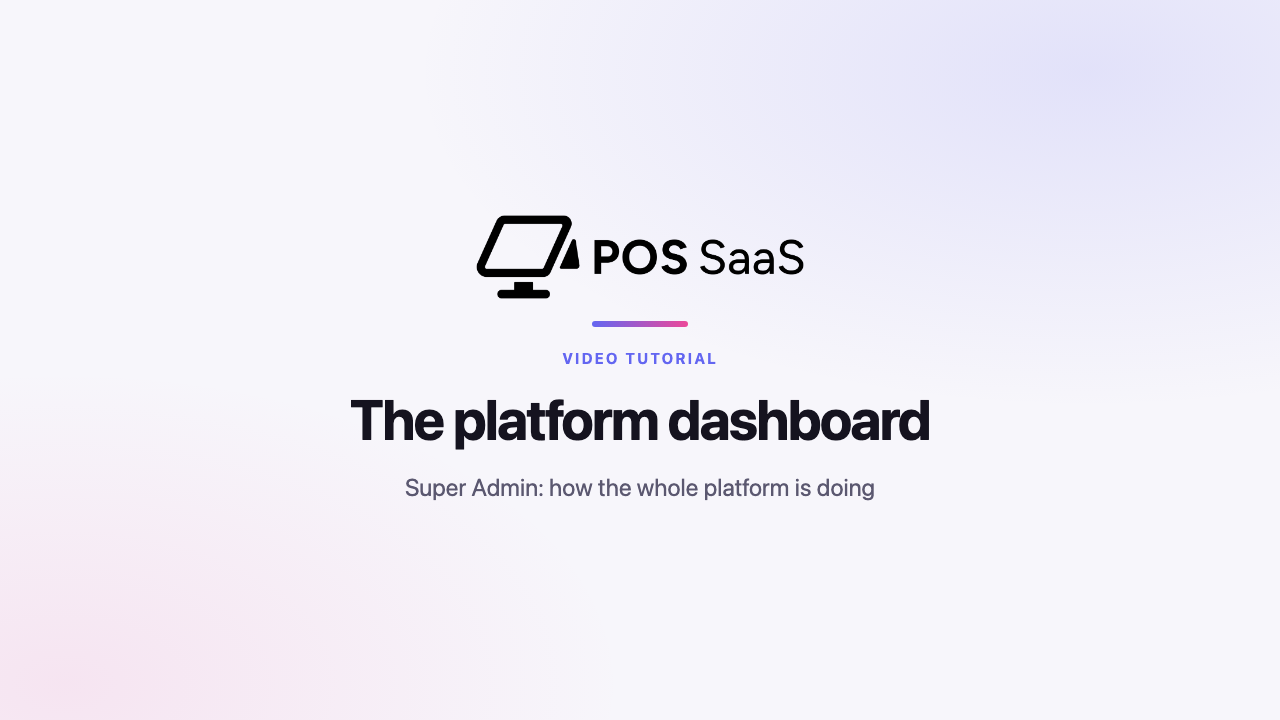 POS SaaS
VIDEO TUTORIAL
The platform dashboard
Super Admin: how the whole platform is doing